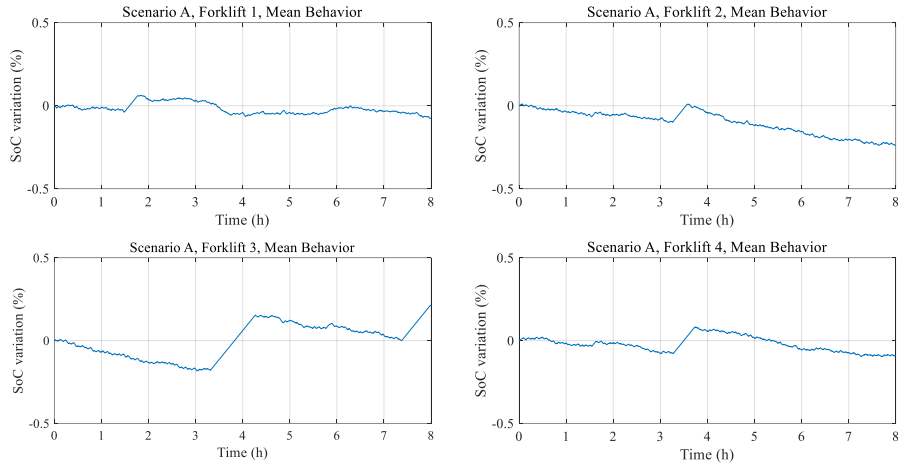 Scenario A, Forklift 1, Mean Behavior
0.5
0
-0.5
SoC variation (%)
0 1 2 3 4 5 6 7 8
Time (h)
Scenario A, Forklift 2, Mean Behavior
0.5
0
-0.5
SoC variation (%)
0 1 2 3 4 5 6 7 8
Time (h)
Scenario A, Forklift 3, Mean Behavior
0.5
0
-0.5
SoC variation (%)
0 1 2 3 4 5 6 7 8
Time (h)
Scenario A, Forklift 4, Mean Behavior
0.5
0
-0.5
SoC variation (%)
0 1 2 3 4 5 6 7 8
Time (h)